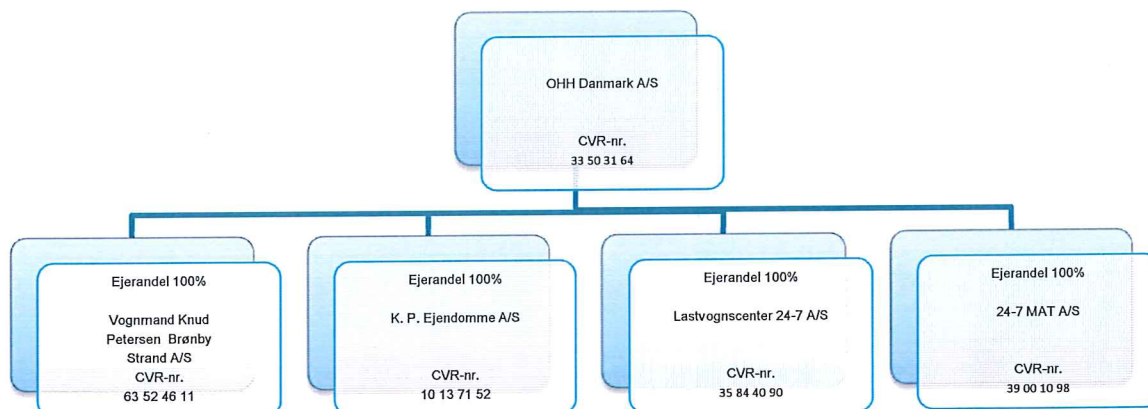 OHH Danmark A/S
CVR-nr.
33 50 31 64
Ejerandel 100%
Vognmand Knud
Petersen Brønby
Strand A/S
CVR-nr.
63 52 46 11
Ejerandel 100%
K. P. Ejendomme A/S
CVR-nr.
10 13 71 52
Ejerandel 100%
Lastvognscenter 24-7 A/S
CVR-nr.
35 84 40 90
Ejerandel 100%
24-7 MAT A/S
CVR-nr.
39 00 10 98